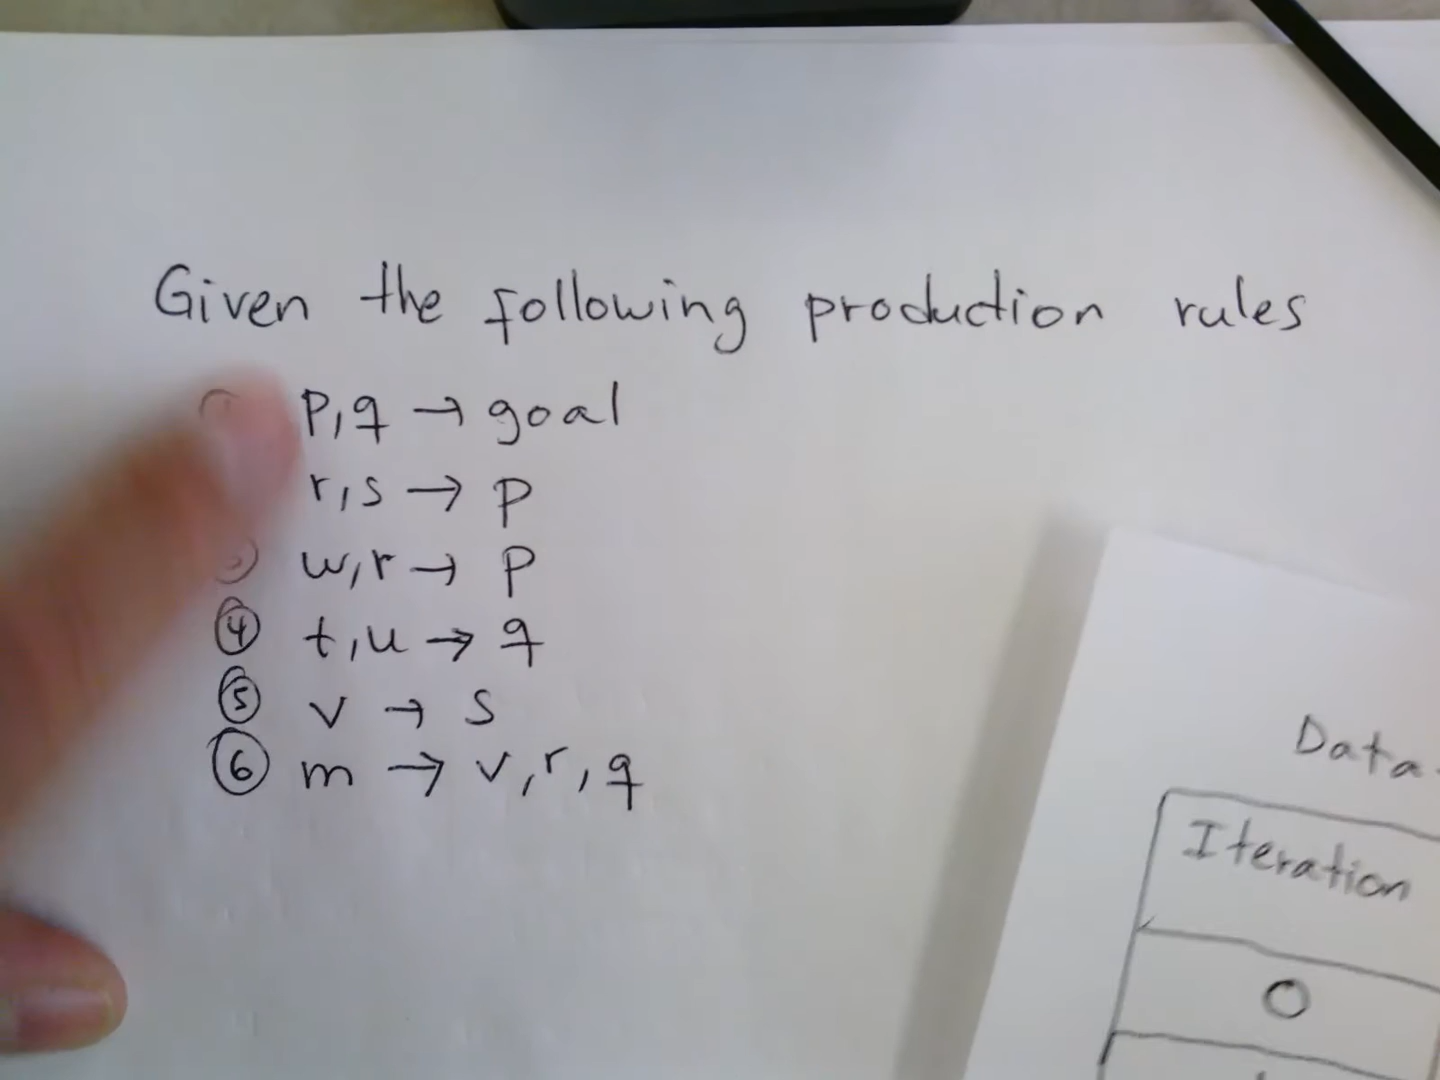 Given the following production rules
p,q → goal
r,s → p
w,r → p
④ t,u → q
⑤ v → s
⑥ m → v,r,q
Data
Iteration
0